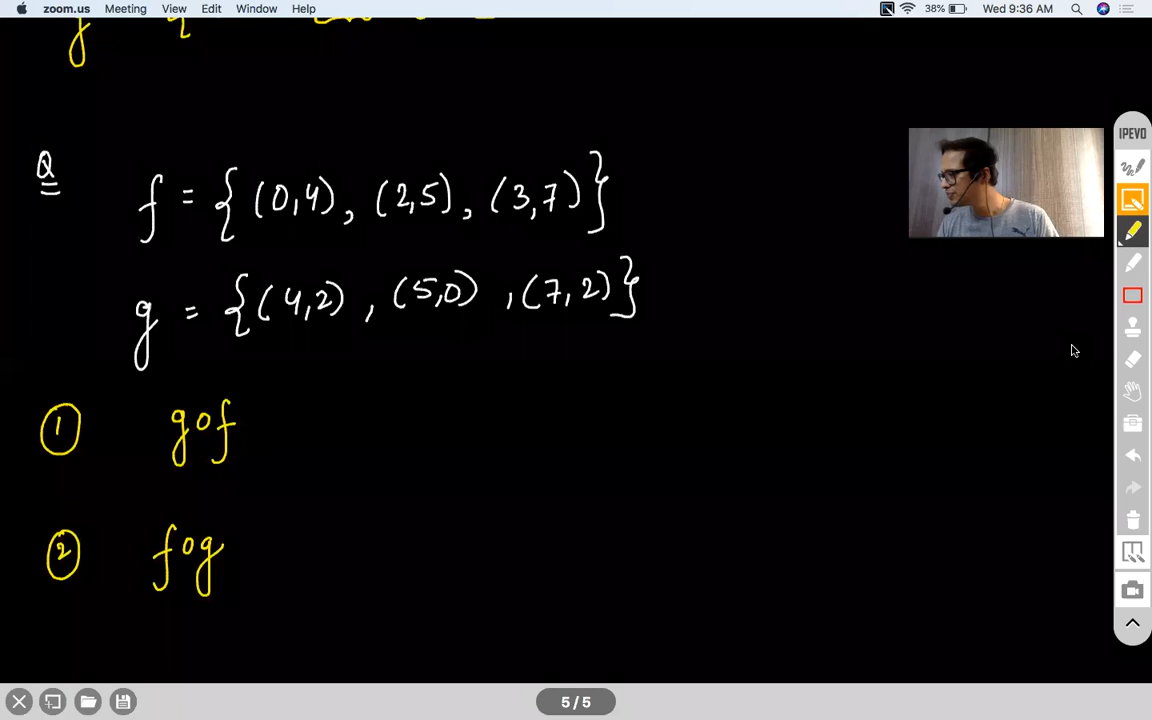 zoom.us Meeting View Edit Window Help 38% Wed 9:36 AM
Q f = {(0,4), (2,5), (3,7)}
IPEVO
g = {(4,2), (5,0), (7,2)}
① gof
② fog
5/5